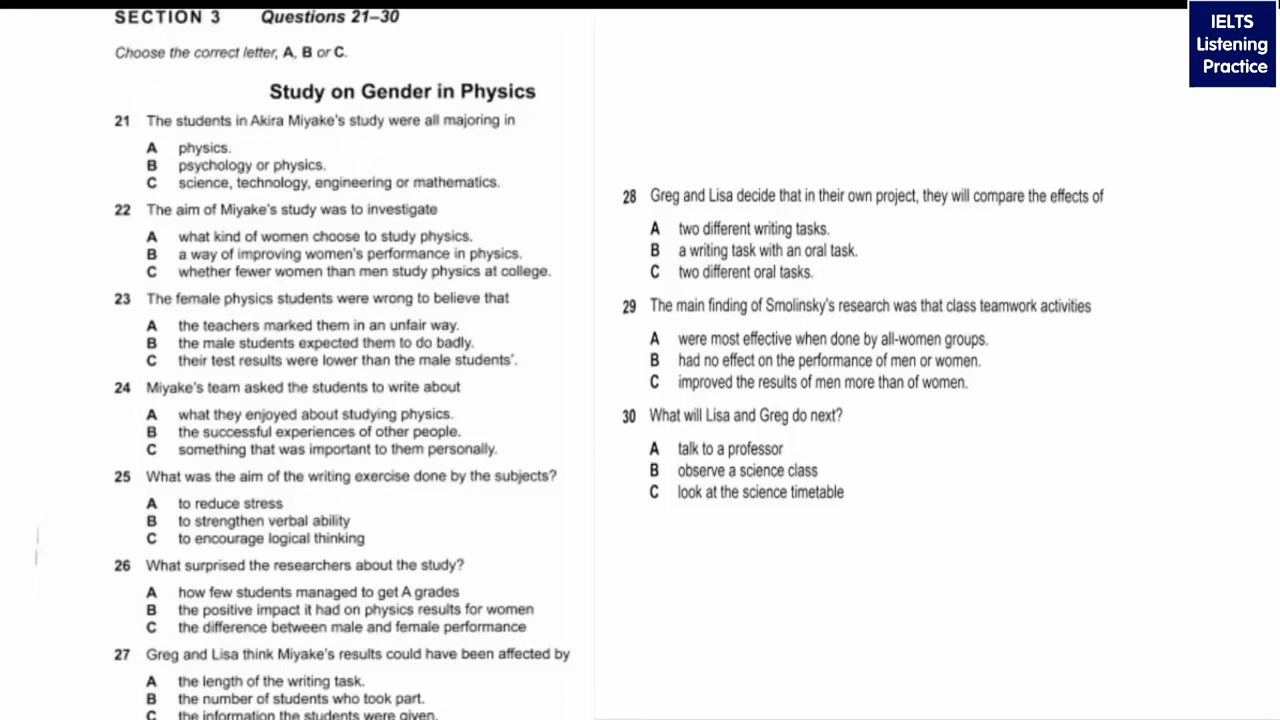 SECTION 3 Questions 21–30
Choose the correct letter, A, B or C.
Study on Gender in Physics
21 The students in Akira Miyake's study were all majoring in
A physics.
B psychology or physics.
C science, technology, engineering or mathematics.
22 The aim of Miyake's study was to investigate
A what kind of women choose to study physics.
B a way of improving women's performance in physics.
C whether fewer women than men study physics at college.
23 The female physics students were wrong to believe that
A the teachers marked them in an unfair way.
B the male students expected them to do badly.
C their test results were lower than the male students'.
24 Miyake's team asked the students to write about
A what they enjoyed about studying physics.
B the successful experiences of other people.
C something that was important to them personally.
25 What was the aim of the writing exercise done by the subjects?
A to reduce stress
B to strengthen verbal ability
C to encourage logical thinking
26 What surprised the researchers about the study?
A how few students managed to get A grades
B the positive impact it had on physics results for women
C the difference between male and female performance
27 Greg and Lisa think Miyake's results could have been affected by
A the length of the writing task.
B the number of students who took part.
C the information the students were given.
28 Greg and Lisa decide that in their own project, they will compare the effects of
A two different writing tasks.
B a writing task with an oral task.
C two different oral tasks.
29 The main finding of Smolinsky's research was that class teamwork activities
A were most effective when done by all-women groups.
B had no effect on the performance of men or women.
C improved the results of men more than of women.
30 What will Lisa and Greg do next?
A talk to a professor
B observe a science class
C look at the science timetable
IELTS
Listening
Practice